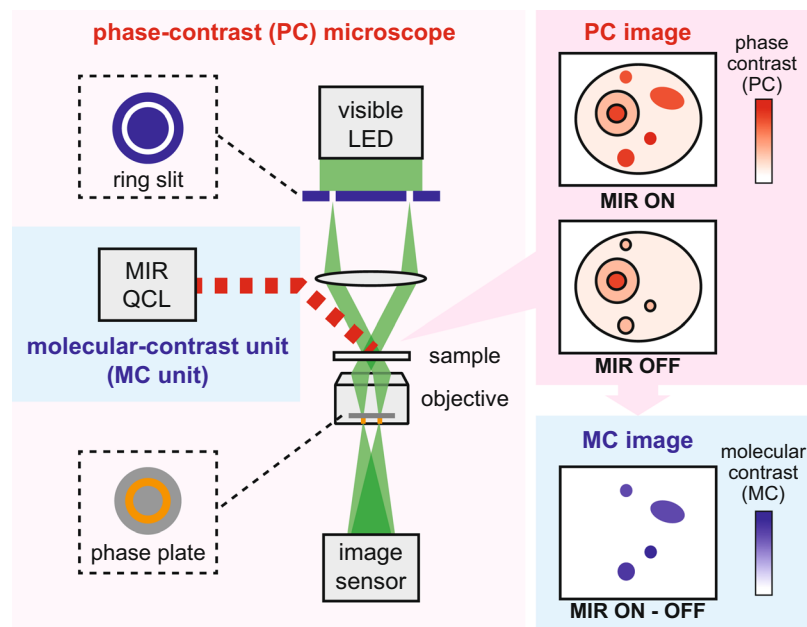 phase-contrast (PC) microscope
visible
LED
ring slit
MIR
QCL
molecular-contrast unit
(MC unit)
sample
objective
phase plate
image
sensor
PC image
phase
contrast
(PC)
MIR ON
MIR OFF
MC image
molecular
contrast
(MC)
MIR ON - OFF